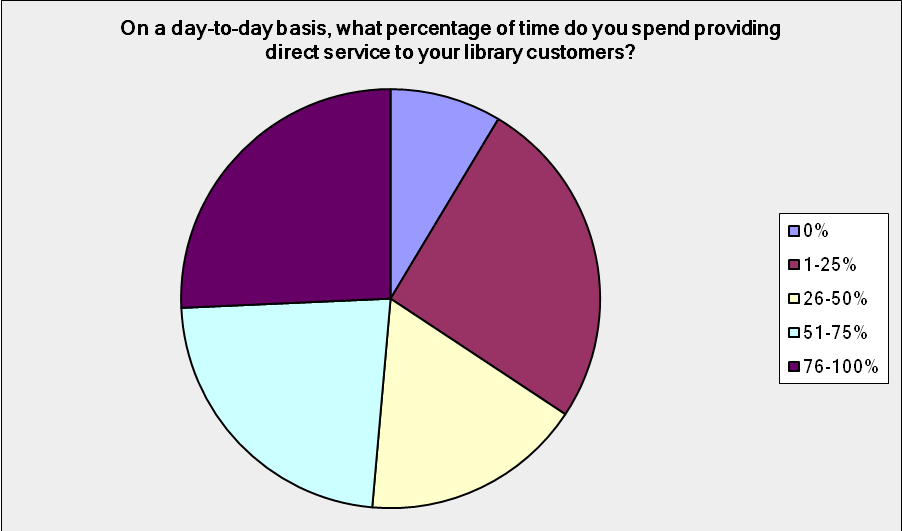 On a day-to-day basis, what percentage of time do you spend providing
direct service to your library customers?
0%
1-25%
26-50%
51-75%
76-100%